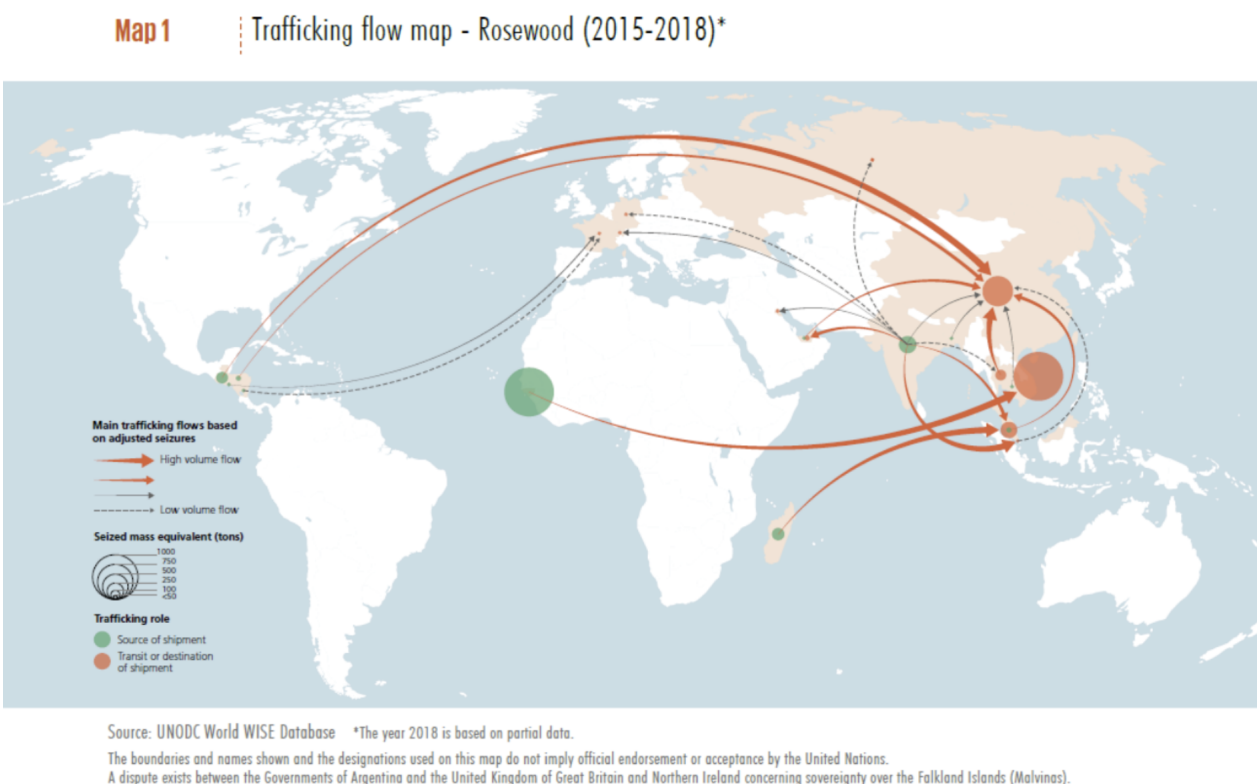 Map 1
Trafficking flow map - Rosewood (2015-2018)*
Main trafficking flows based
on adjusted seizures
High volume flow
Low volume flow
Seized mass equivalent (tons)
1000
750
500
250
100
<50
Trafficking role
Source of shipment
Transit or destination
of shipment
Source: UNODC World WISE Database *The year 2018 is based on partial data.
The boundaries and names shown and the designations used on this map do not imply official endorsement or acceptance by the United Nations.
A dispute exists between the Governments of Argentina and the United Kingdom of Great Britain and Northern Ireland concerning sovereignty over the Falkland Islands (Malvinas).